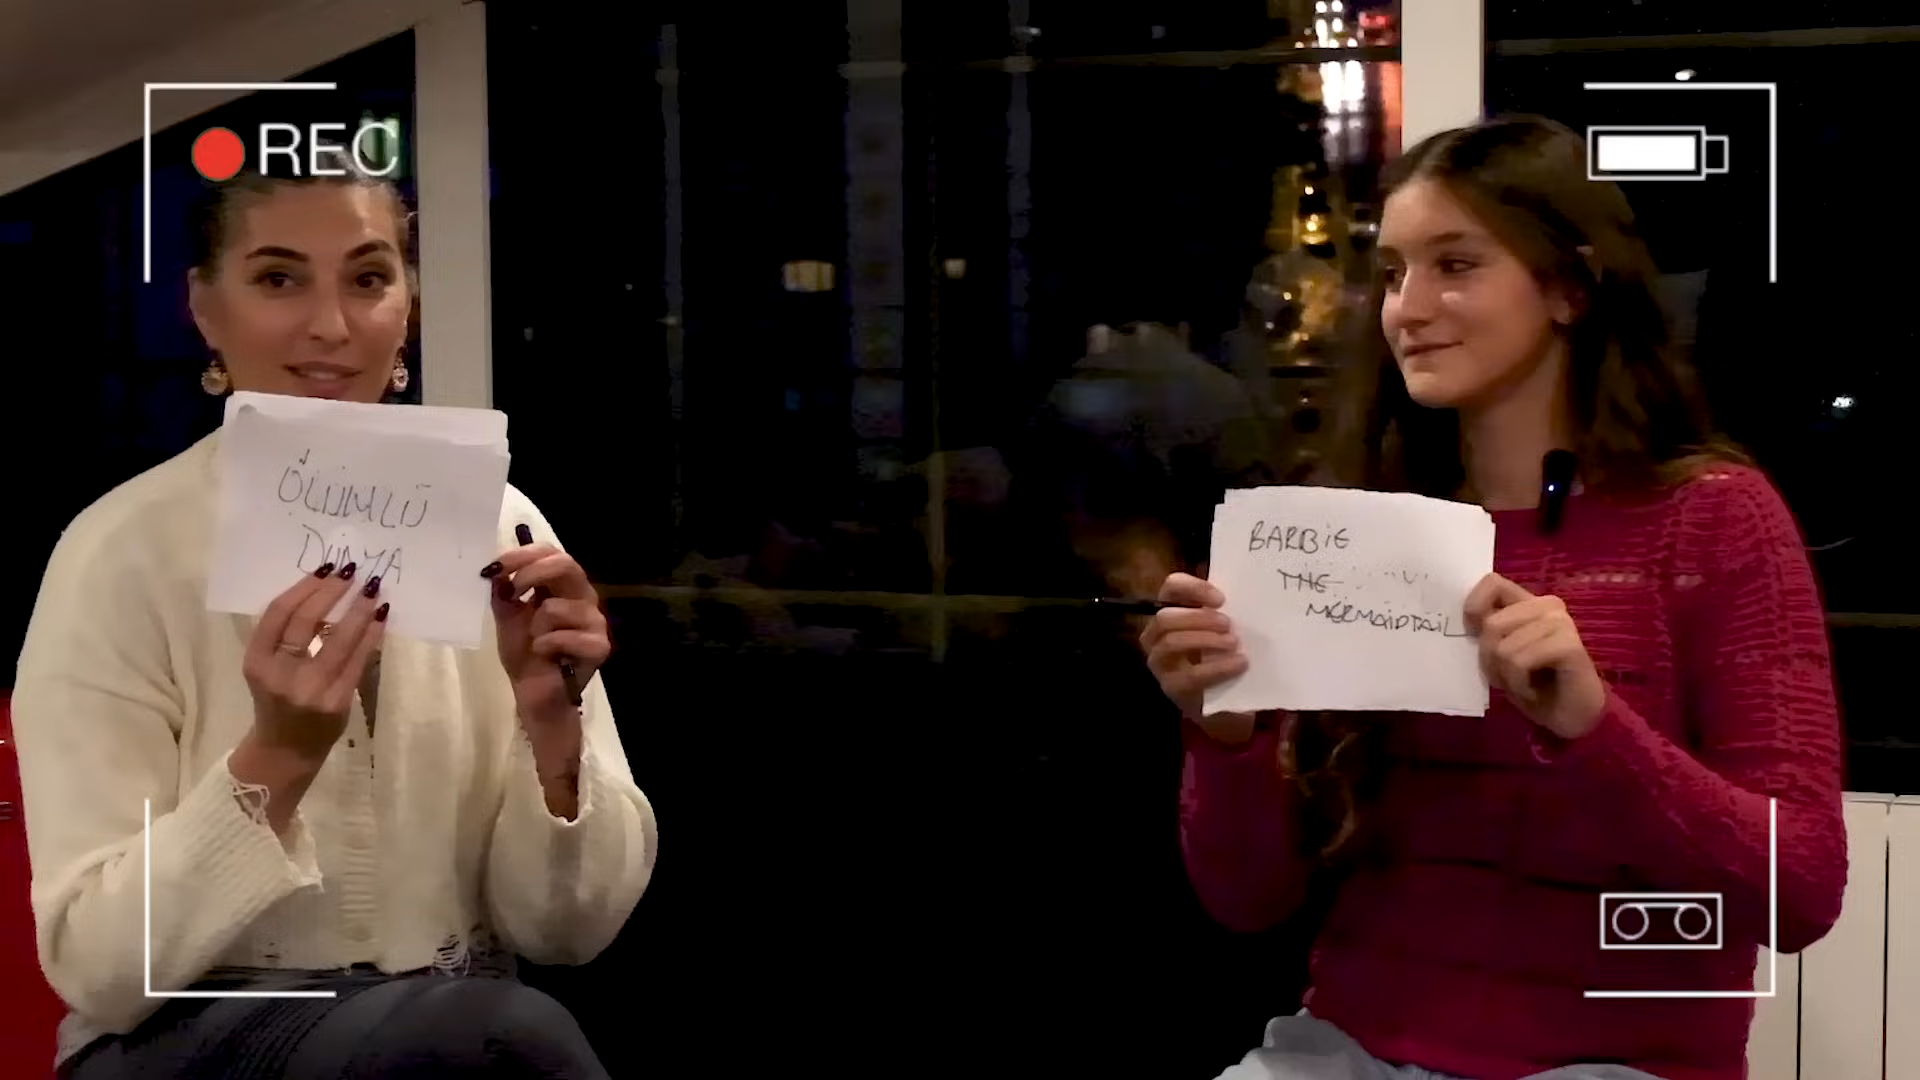 REC
ÖLÜMLÜ
DÜNYA
BARBiE
THE
MERMAIDTAiL